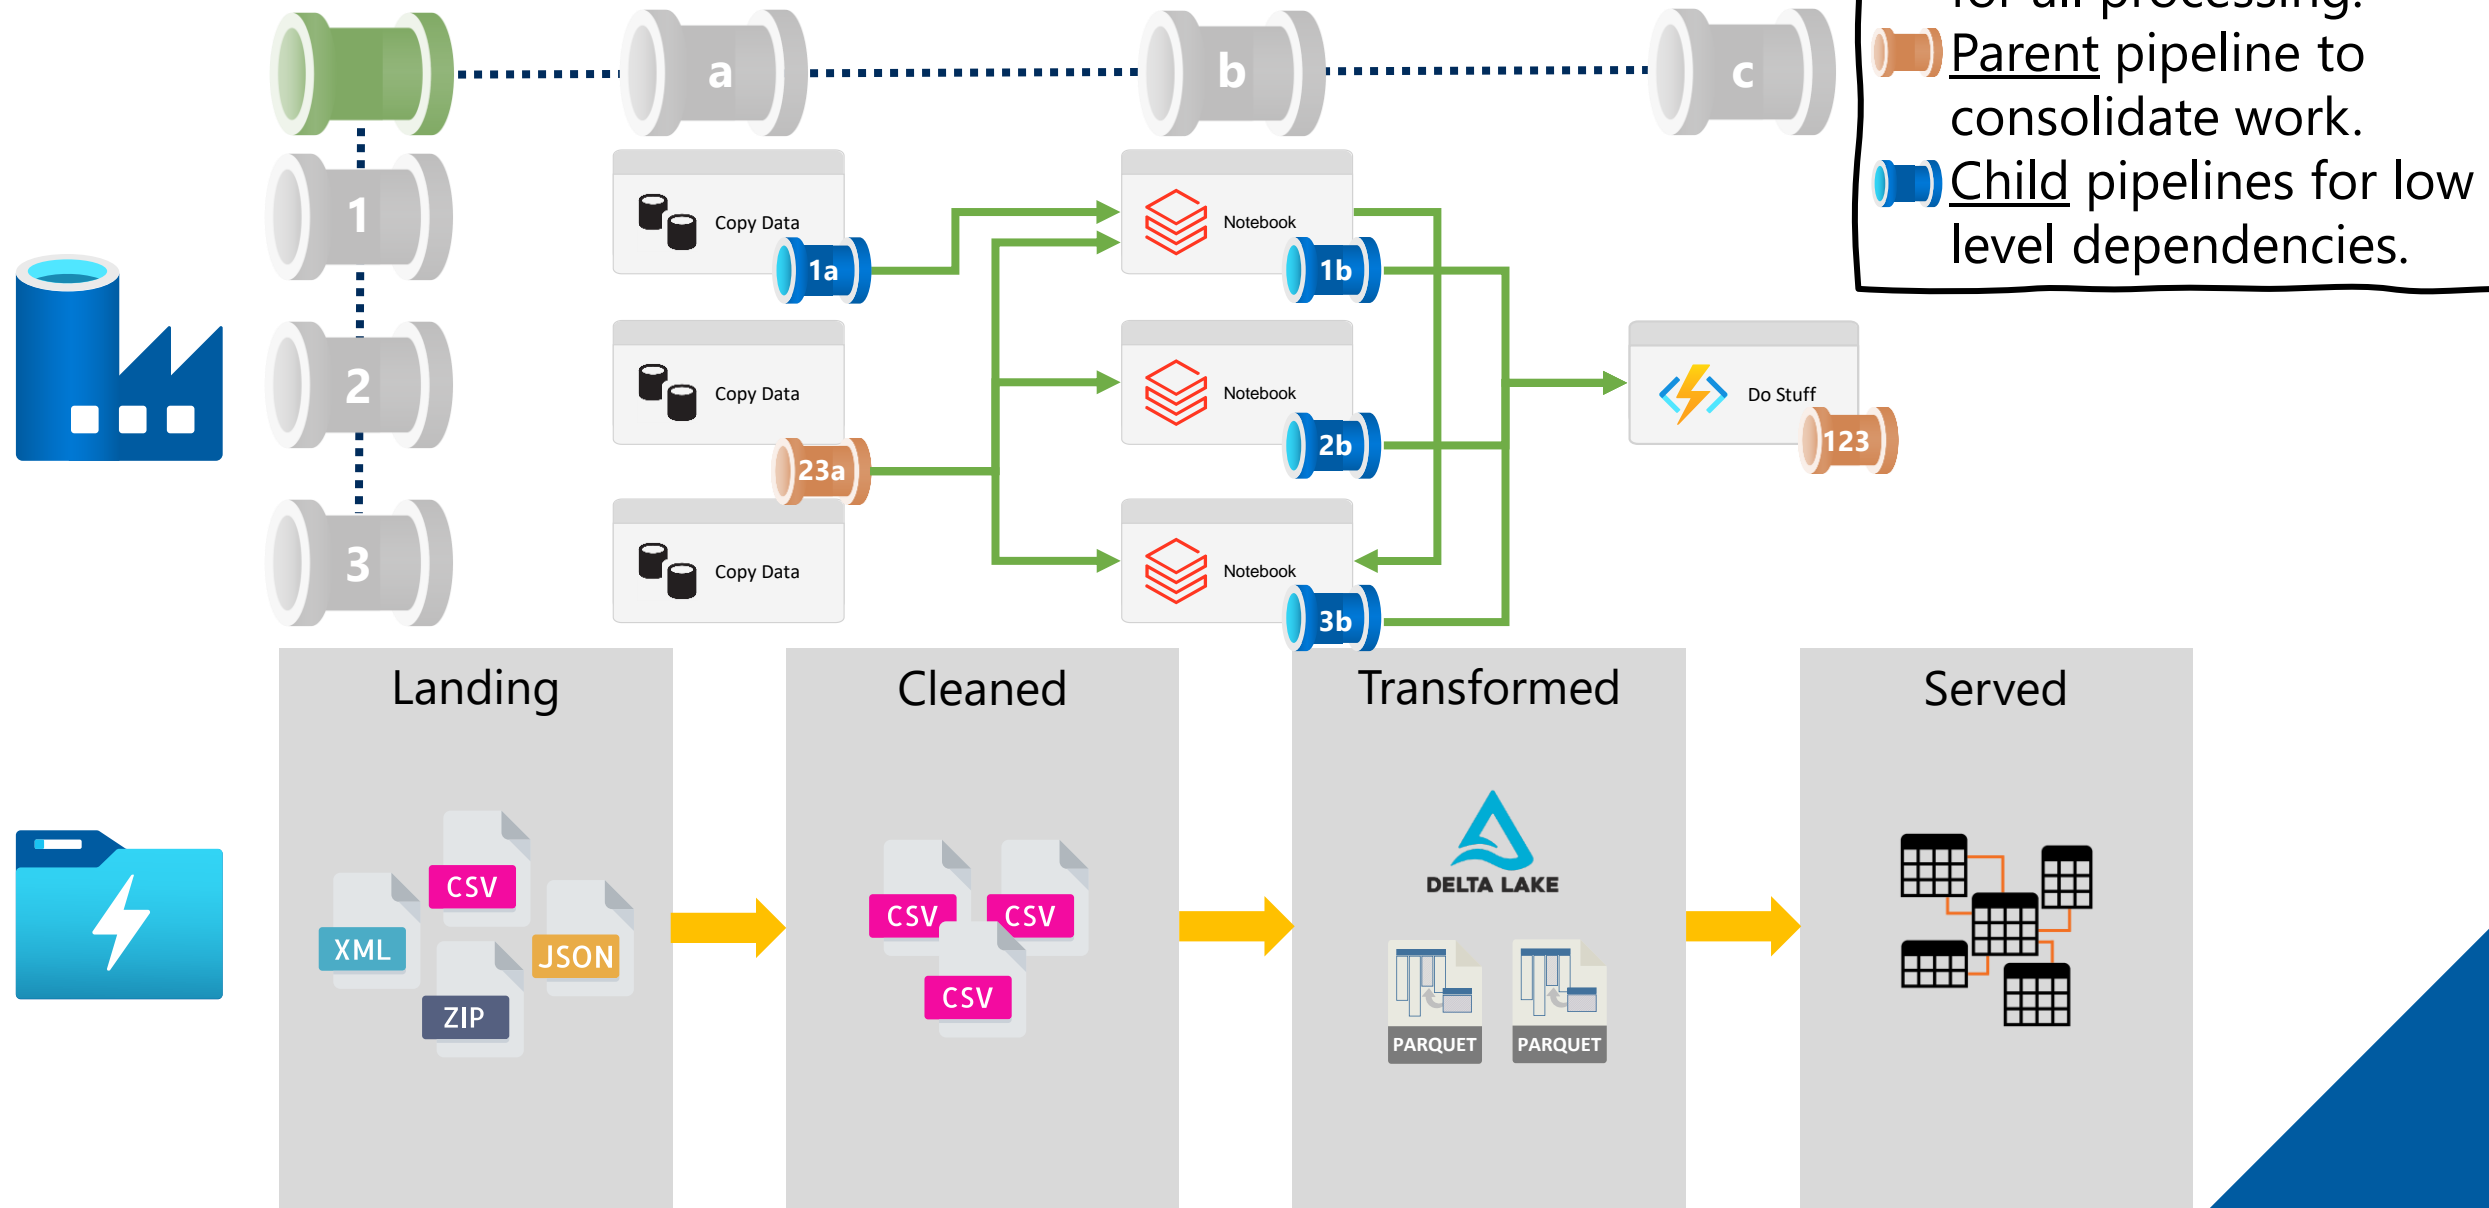 for all processing.
Parent pipeline to
consolidate work.
Child pipelines for low
level dependencies.
a
b
c
1
2
3
Copy Data
1a
Notebook
1b
Copy Data
23a
Notebook
2b
Do Stuff
123
Copy Data
Notebook
3b
Landing
CSV
XML
JSON
ZIP
Cleaned
CSV
CSV
CSV
Transformed
DELTA LAKE
PARQUET
PARQUET
Served